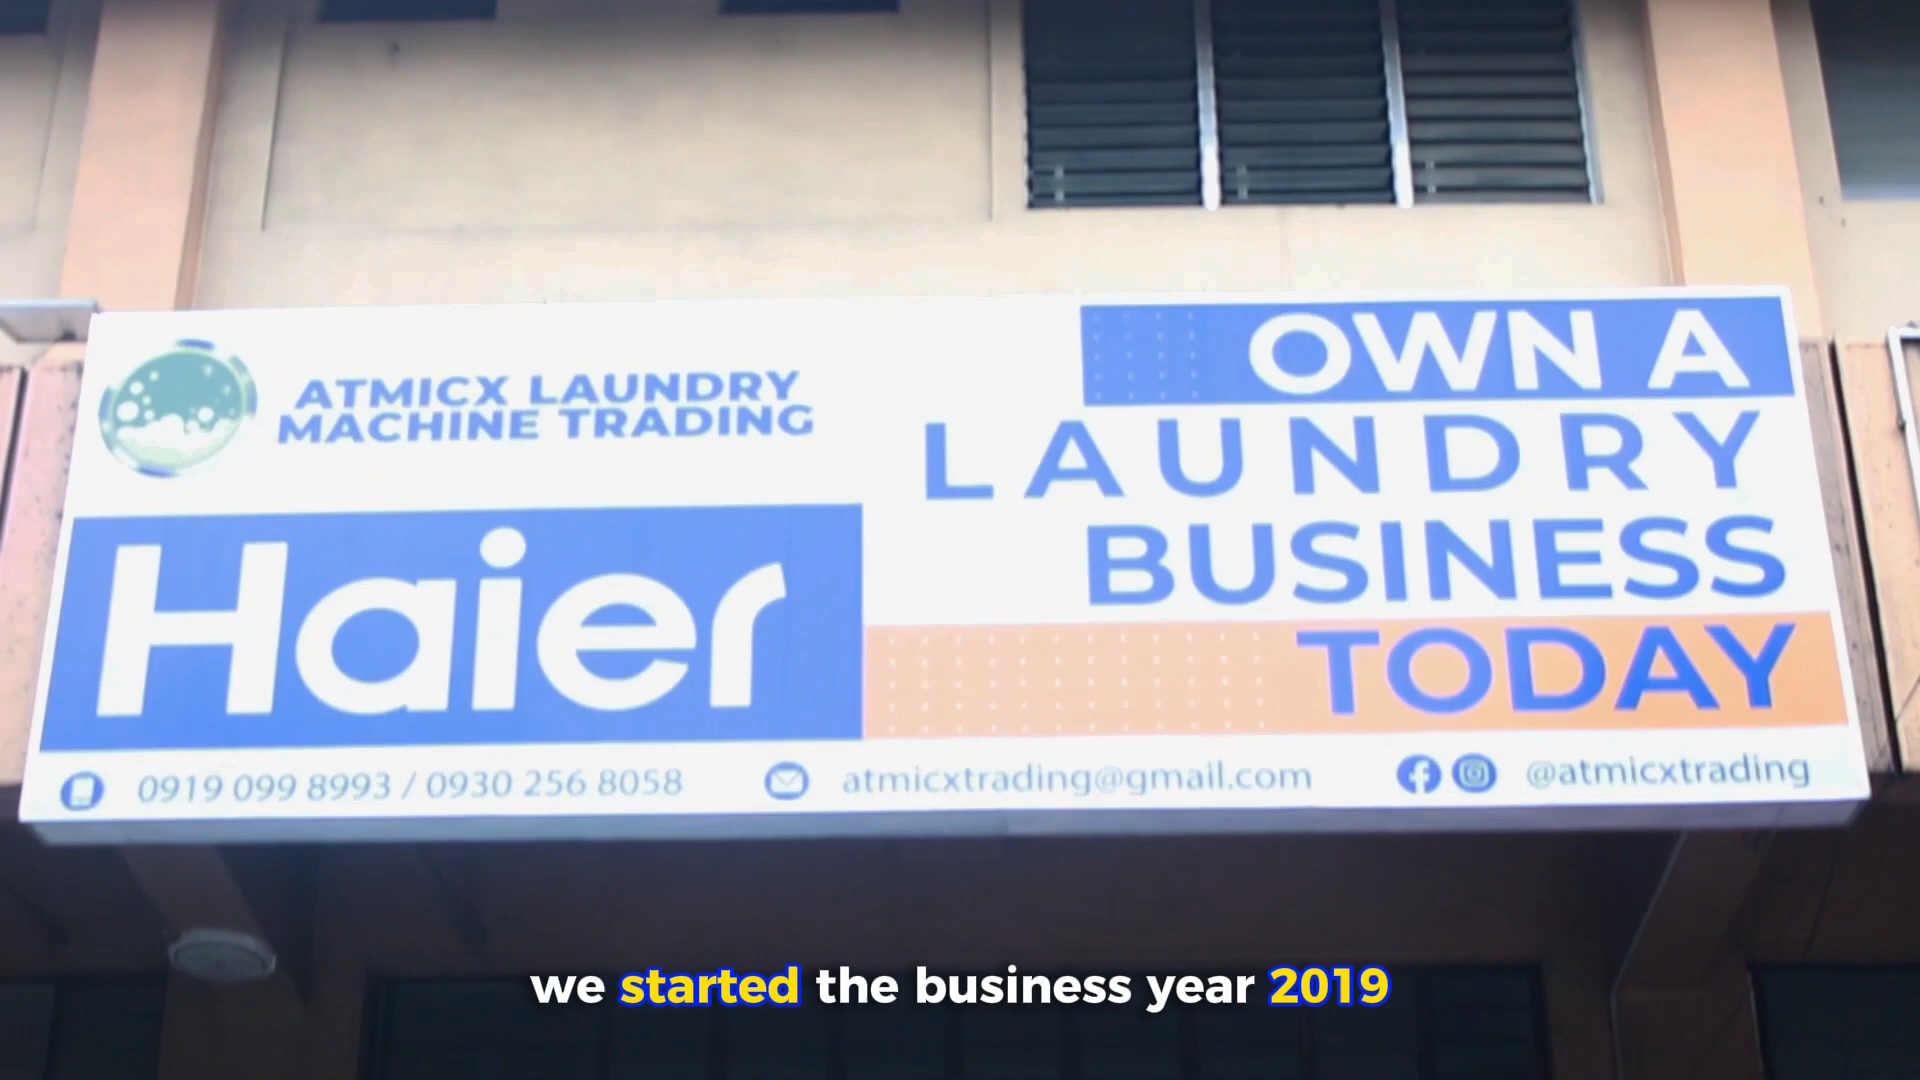 ATMICX LAUNDRY
MACHINE TRADING
Haier
OWN A
LAUNDRY
BUSINESS
TODAY
0919 099 8993 / 0930 256 8058
atmicxtrading@gmail.com
@atmicxtrading
we started the business year 2019